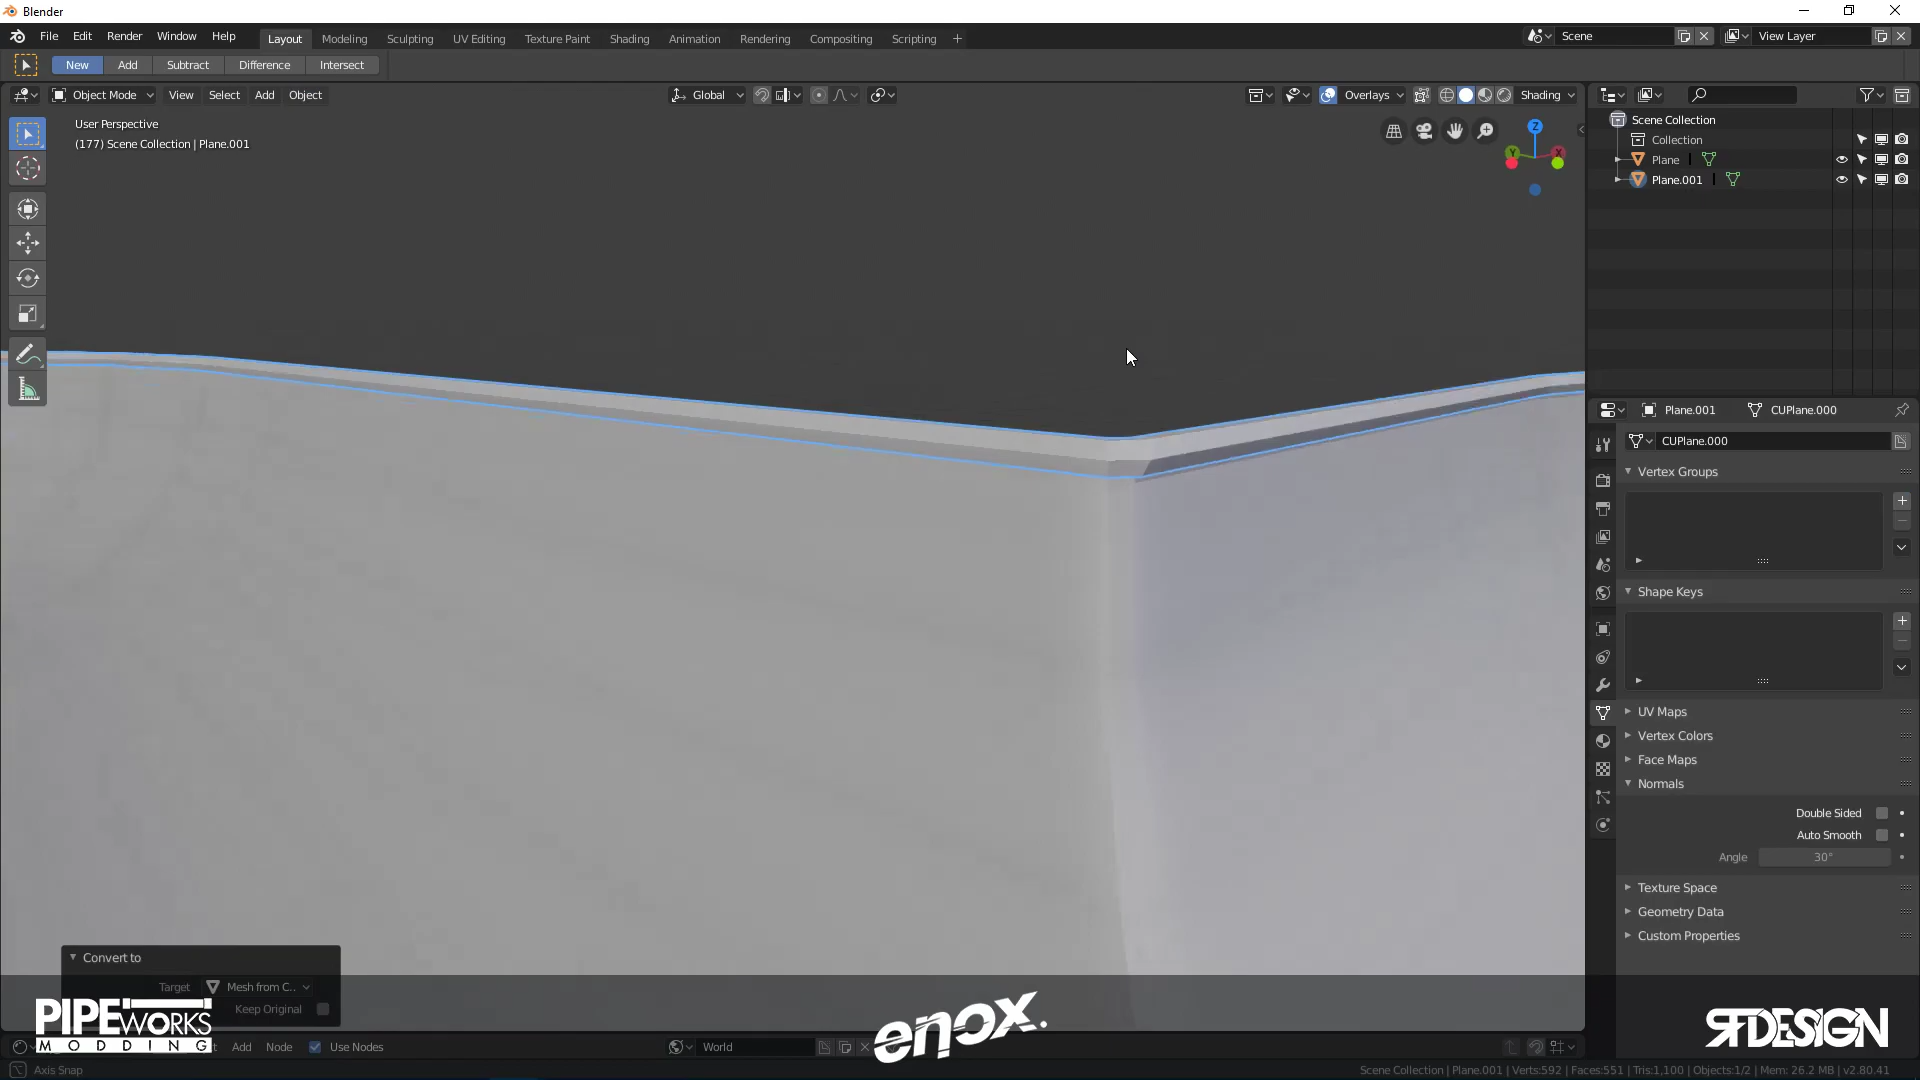 Blender
File Edit Render Window Help Layout Modeling Sculpting UV Editing Texture Paint Shading Animation Rendering Compositing Scripting + Scene View Layer
New Add Subtract Difference Intersect
Object Mode View Select Add Object Global Overlays Shading
User Perspective
(177) Scene Collection | Plane.001
Z
Y X
Scene Collection
Collection
Plane
Plane.001
Plane.001 CUPlane.000
CUPlane.000
Vertex Groups
Shape Keys
UV Maps
Vertex Colors
Face Maps
Normals
Double Sided
Auto Smooth
Angle 30°
Texture Space
Geometry Data
Custom Properties
Convert to
Target Mesh from C..
Keep Original
PIPEWORKS
MODDING
enox.
SFDESIGN
Add Node Use Nodes World
Axis Snap
Scene Collection | Plane.001 | Verts:592 | Faces:551 | Tris:1,100 | Objects:1/2 | Mem: 26.2 MB | v2.80.41